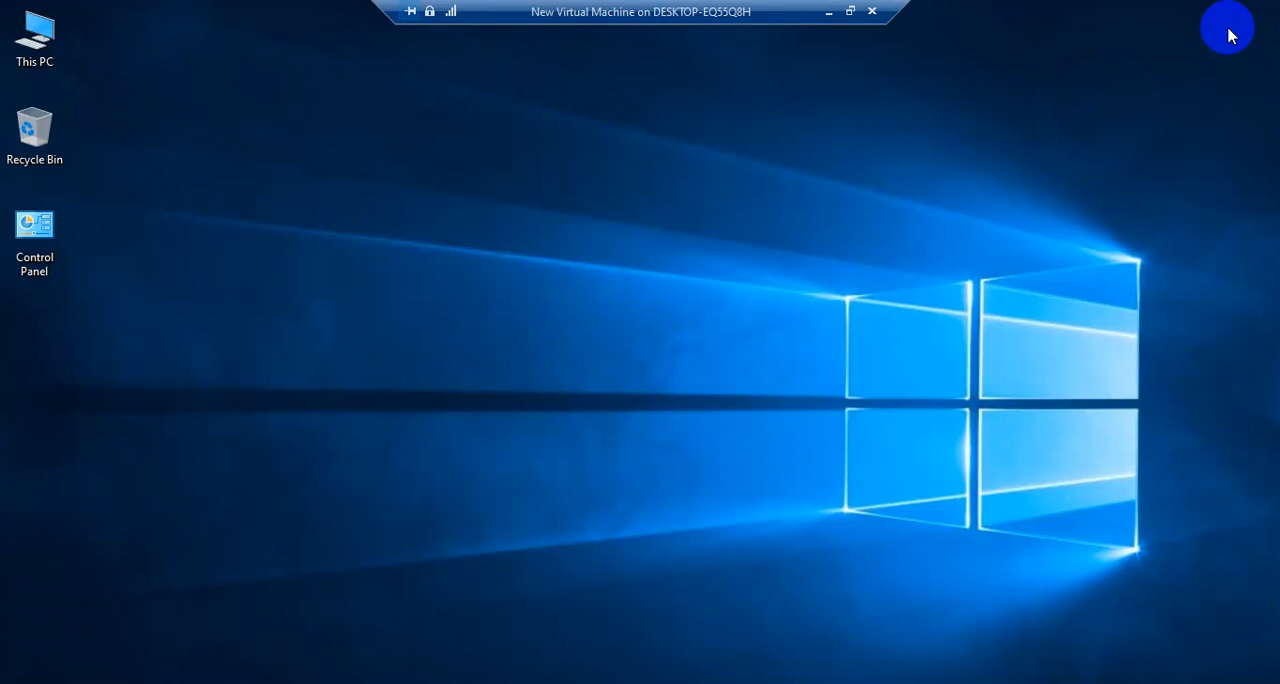 New Virtual Machine on DESKTOP-EQ55Q8H
This PC
Recycle Bin
Control
Panel